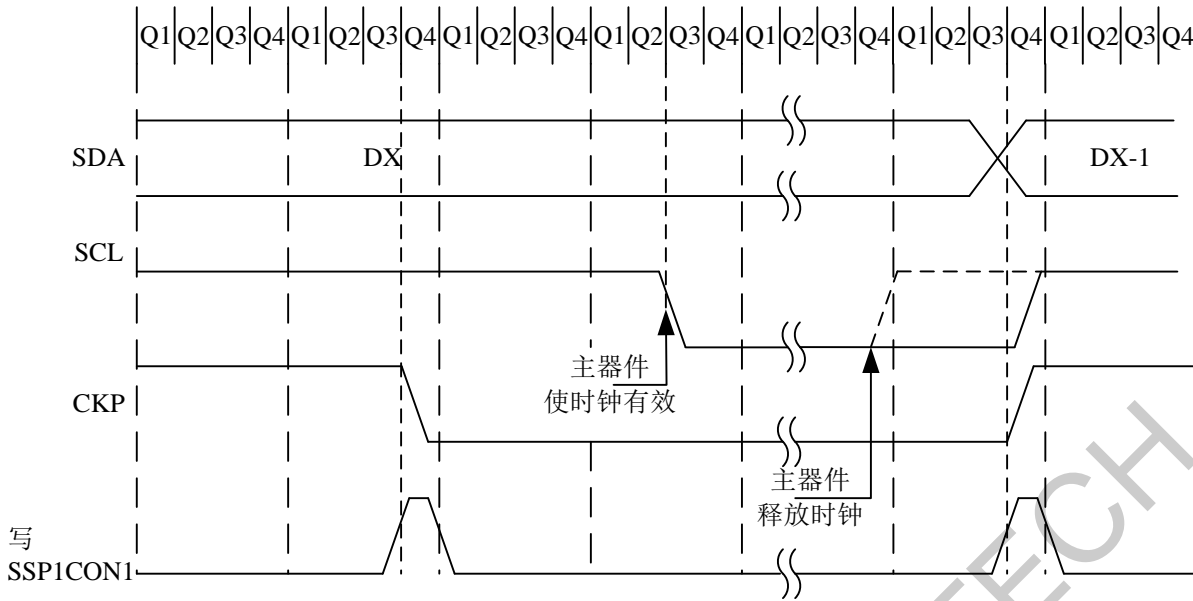 Q1 Q2 Q3 Q4 Q1 Q2 Q3 Q4 Q1 Q2 Q3 Q4 Q1 Q2 Q3 Q4 Q1 Q2 Q3 Q4 Q1 Q2 Q3 Q4 Q1 Q2 Q3 Q4
SDA DX DX-1
SCL
主器件
使时钟有效
CKP
主器件
释放时钟
写
SSP1CON1